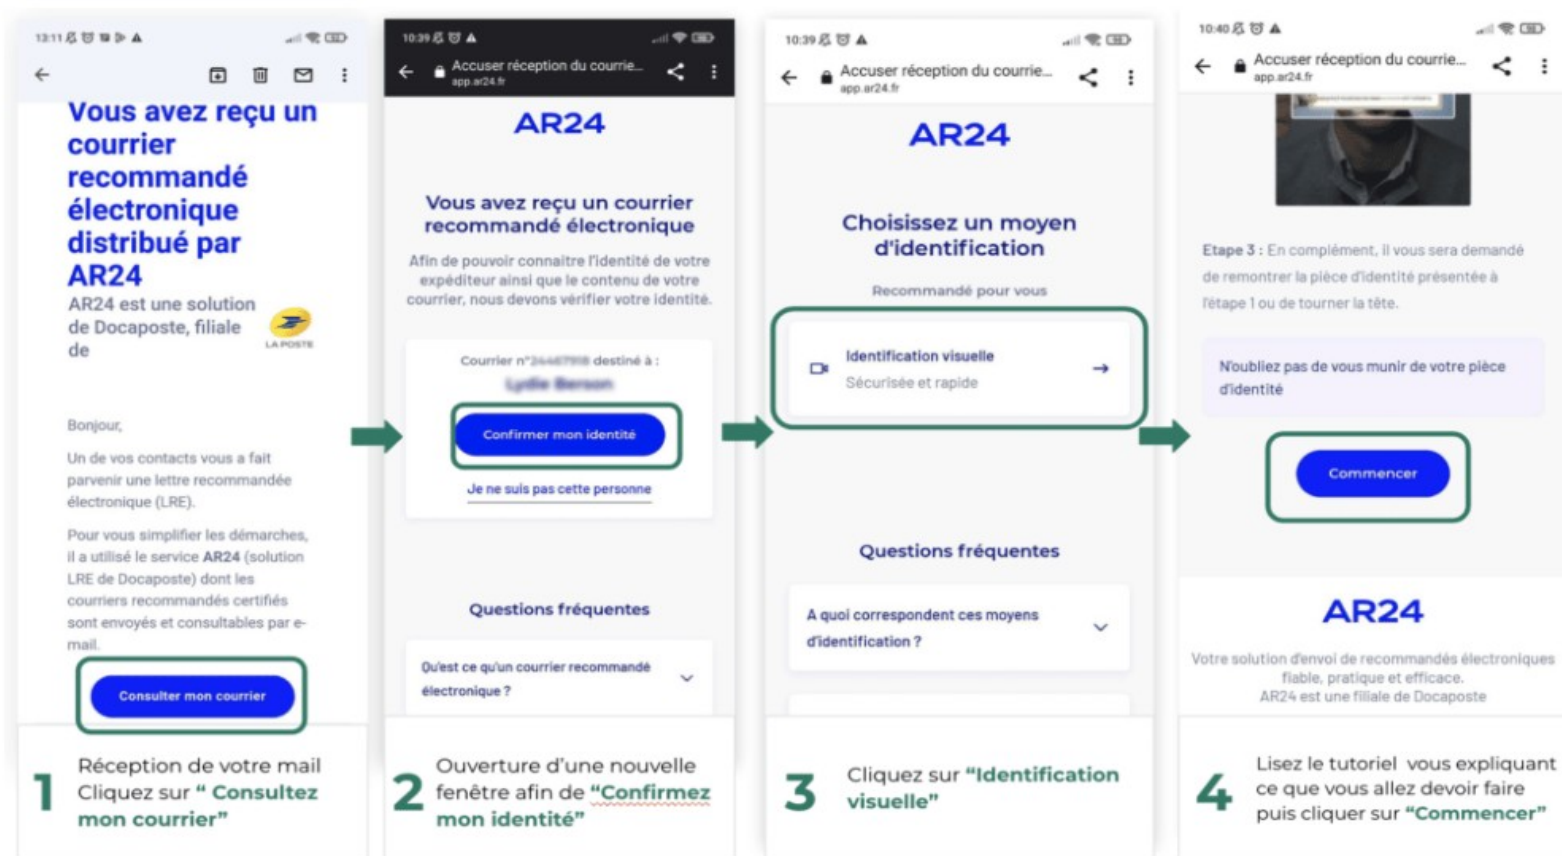 13:11
Vous avez reçu un
courrier
recommandé
électronique
distribué par
AR24
AR24 est une solution
de Docaposte, filiale
de
LA POSTE
Bonjour,
Un de vos contacts vous a fait
parvenir une lettre recommandée
électronique (LRE).
Pour vous simplifier les démarches,
il a utilisé le service AR24 (solution
LRE de Docaposte) dont les
courriers recommandés certifiés
sont envoyés et consultables par e-
mail.
Consulter mon courrier
1
Réception de votre mail
Cliquez sur “ Consultez
mon courrier”
10:39
Accuser réception du courrie...
app.ar24.fr
AR24
Vous avez reçu un courrier
recommandé électronique
Afin de pouvoir connaitre l'identité de votre
expéditeur ainsi que le contenu de votre
courrier, nous devons vérifier votre identité.
Courrier n° destiné à :
Confirmer mon identité
Je ne suis pas cette personne
Questions fréquentes
Qu'est ce qu'un courrier recommandé
électronique ?
2
Ouverture d’une nouvelle
fenêtre afin de “Confirmez
mon identité”
10:39
Accuser réception du courrie...
app.ar24.fr
AR24
Choisissez un moyen
d'identification
Recommandé pour vous
Identification visuelle
Sécurisée et rapide
Questions fréquentes
A quoi correspondent ces moyens
d'identification ?
3
Cliquez sur “Identification
visuelle”
10:40
Accuser réception du courrie...
app.ar24.fr
Etape 3 : En complément, il vous sera demandé
de remontrer la pièce d'identité présentée à
l'étape 1 ou de tourner la tête.
N'oubliez pas de vous munir de votre pièce
d'identité
Commencer
AR24
Votre solution d'envoi de recommandés électroniques
fiable, pratique et efficace.
AR24 est une filiale de Docaposte
4
Lisez le tutoriel vous expliquant
ce que vous allez devoir faire
puis cliquer sur “Commencer”